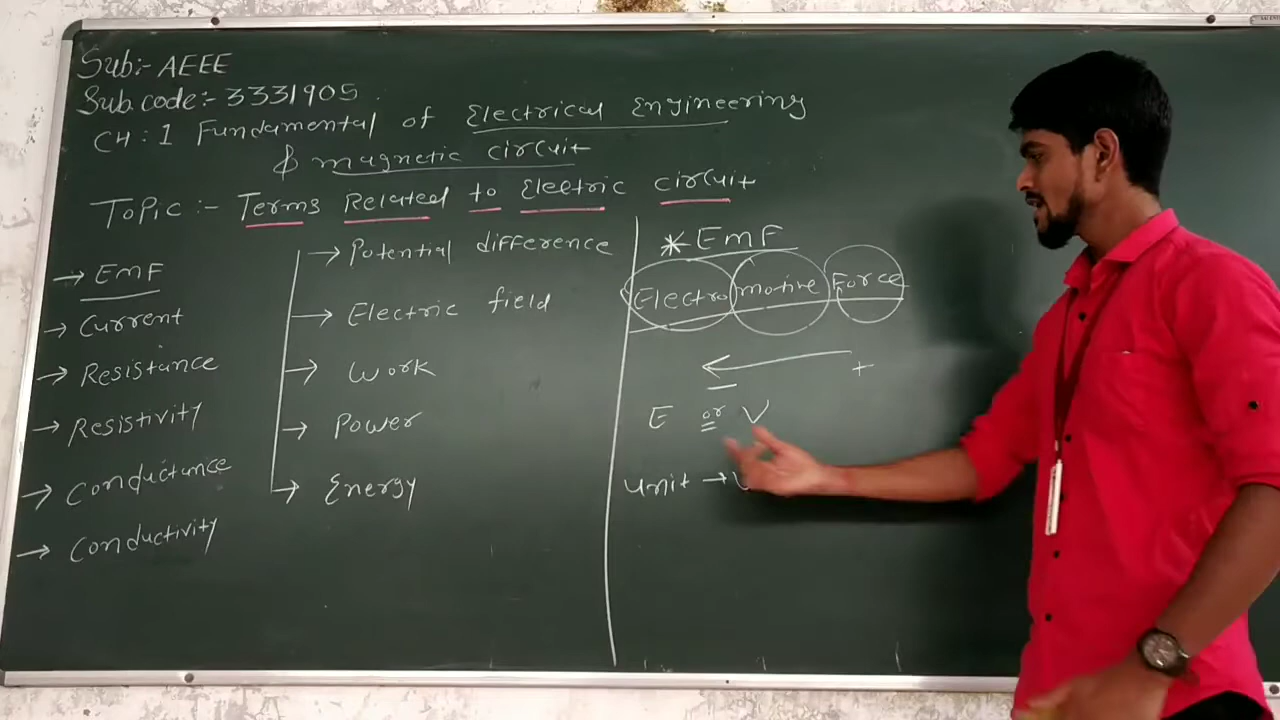 Sub:- AEEE
Sub.code:- 3331905
CH:1 Fundamental of Electrical Engineering
& magnetic circuit
Topic:- Terms Related to Electric circuit
→ EMF
→ Current
→ Resistance
→ Resistivity
→ Conductance
→ Conductivity
→ Potential difference
→ Electric field
→ Work
→ Power
→ Energy
* EMF
Electro motive Force
← +
E or V
Unit →